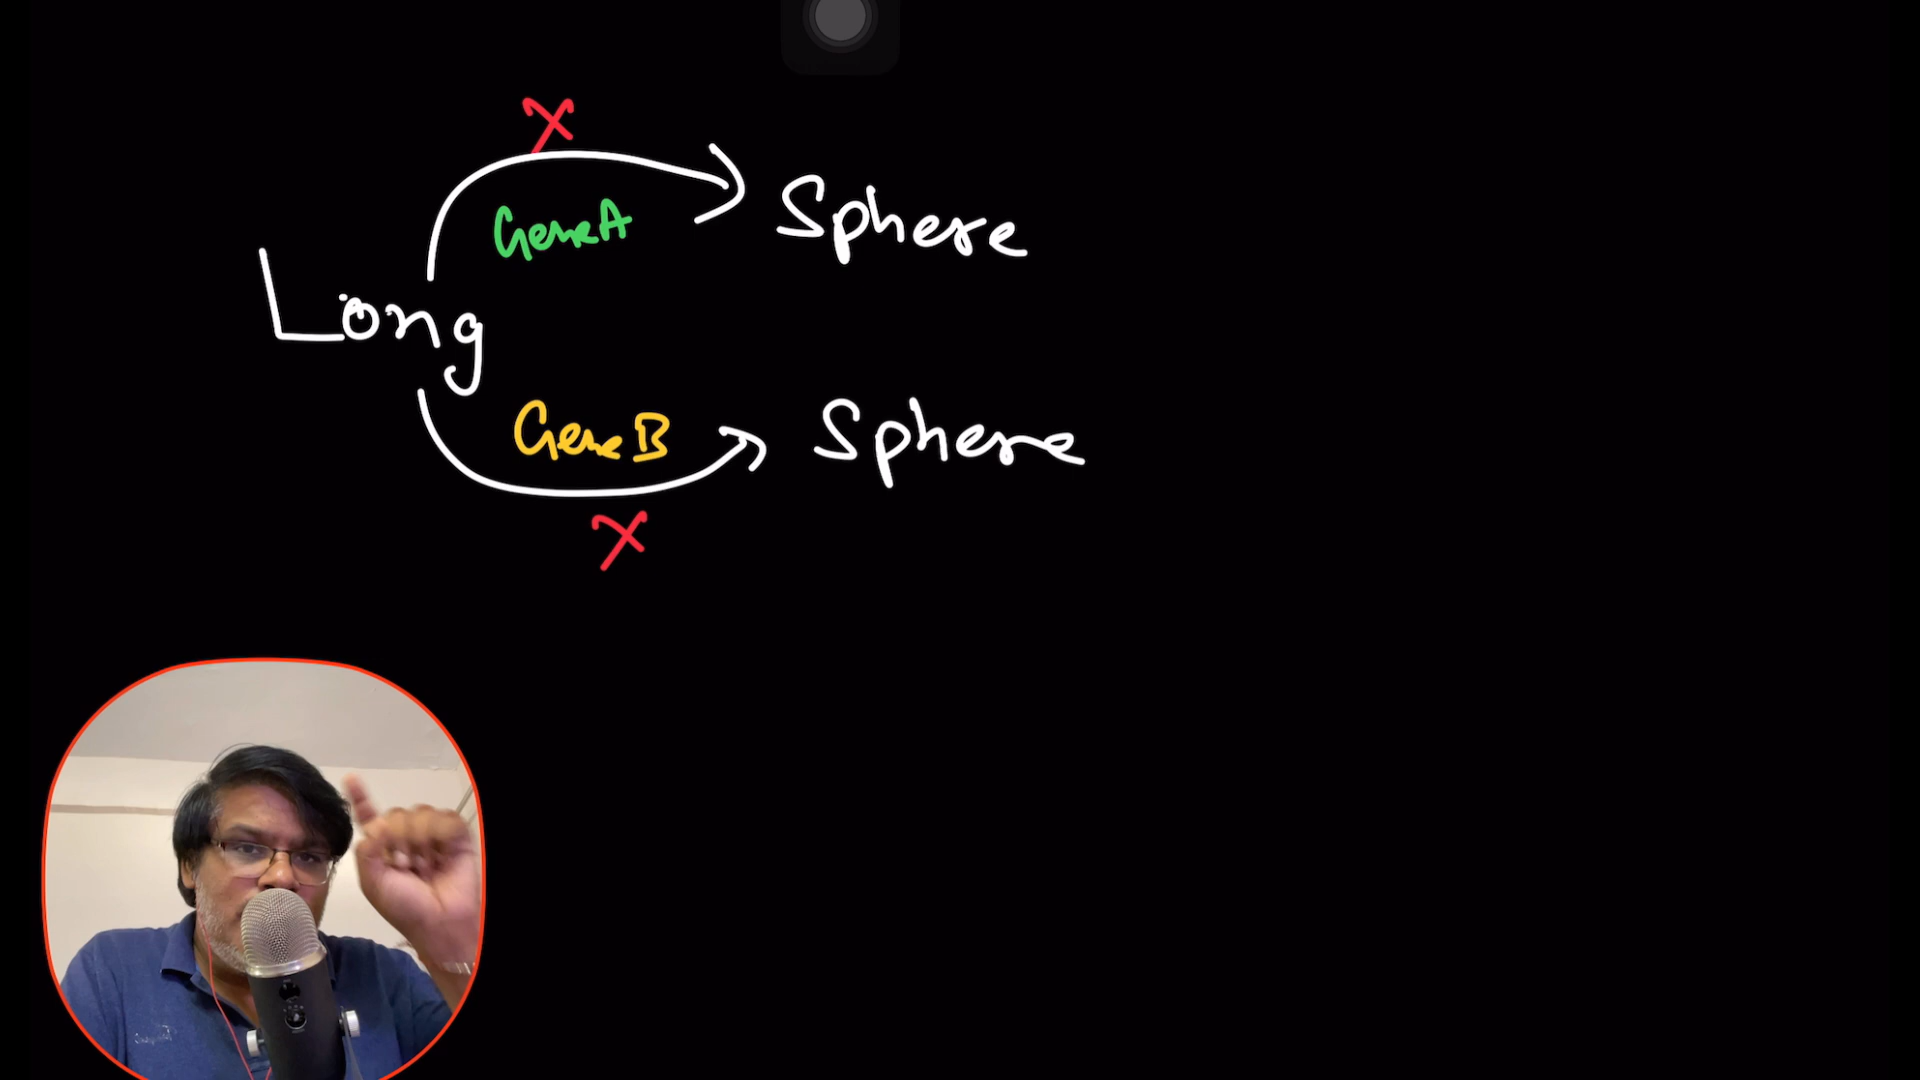 X
Gene A
Sphere
Long
Gene B
Sphere
X